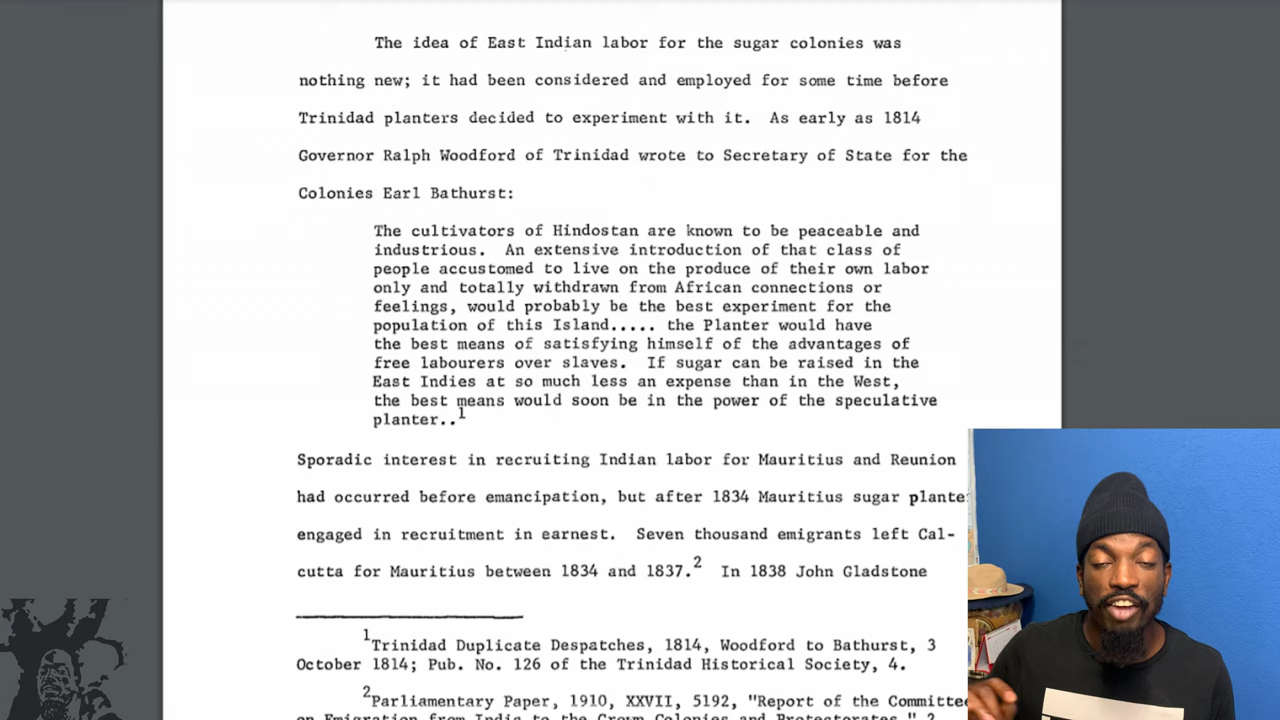 The idea of East Indian labor for the sugar colonies was
nothing new; it had been considered and employed for some time before
Trinidad planters decided to experiment with it. As early as 1814
Governor Ralph Woodford of Trinidad wrote to Secretary of State for the
Colonies Earl Bathurst:
The cultivators of Hindostan are known to be peaceable and
industrious. An extensive introduction of that class of
people accustomed to live on the produce of their own labor
only and totally withdrawn from African connections or
feelings, would probably be the best experiment for the
population of this Island..... the Planter would have
the best means of satisfying himself of the advantages of
free labourers over slaves. If sugar can be raised in the
East Indies at so much less an expense than in the West,
the best means would soon be in the power of the speculative
planter..1
Sporadic interest in recruiting Indian labor for Mauritius and Reunion
had occurred before emancipation, but after 1834 Mauritius sugar plante
engaged in recruitment in earnest. Seven thousand emigrants left Cal-
cutta for Mauritius between 1834 and 1837.2 In 1838 John Gladstone
1Trinidad Duplicate Despatches, 1814, Woodford to Bathurst, 3
October 1814; Pub. No. 126 of the Trinidad Historical Society, 4.
2Parliamentary Paper, 1910, XXVII, 5192, "Report of the Committee
on Emigration from India to the Crown Colonies and Protectorates," 2